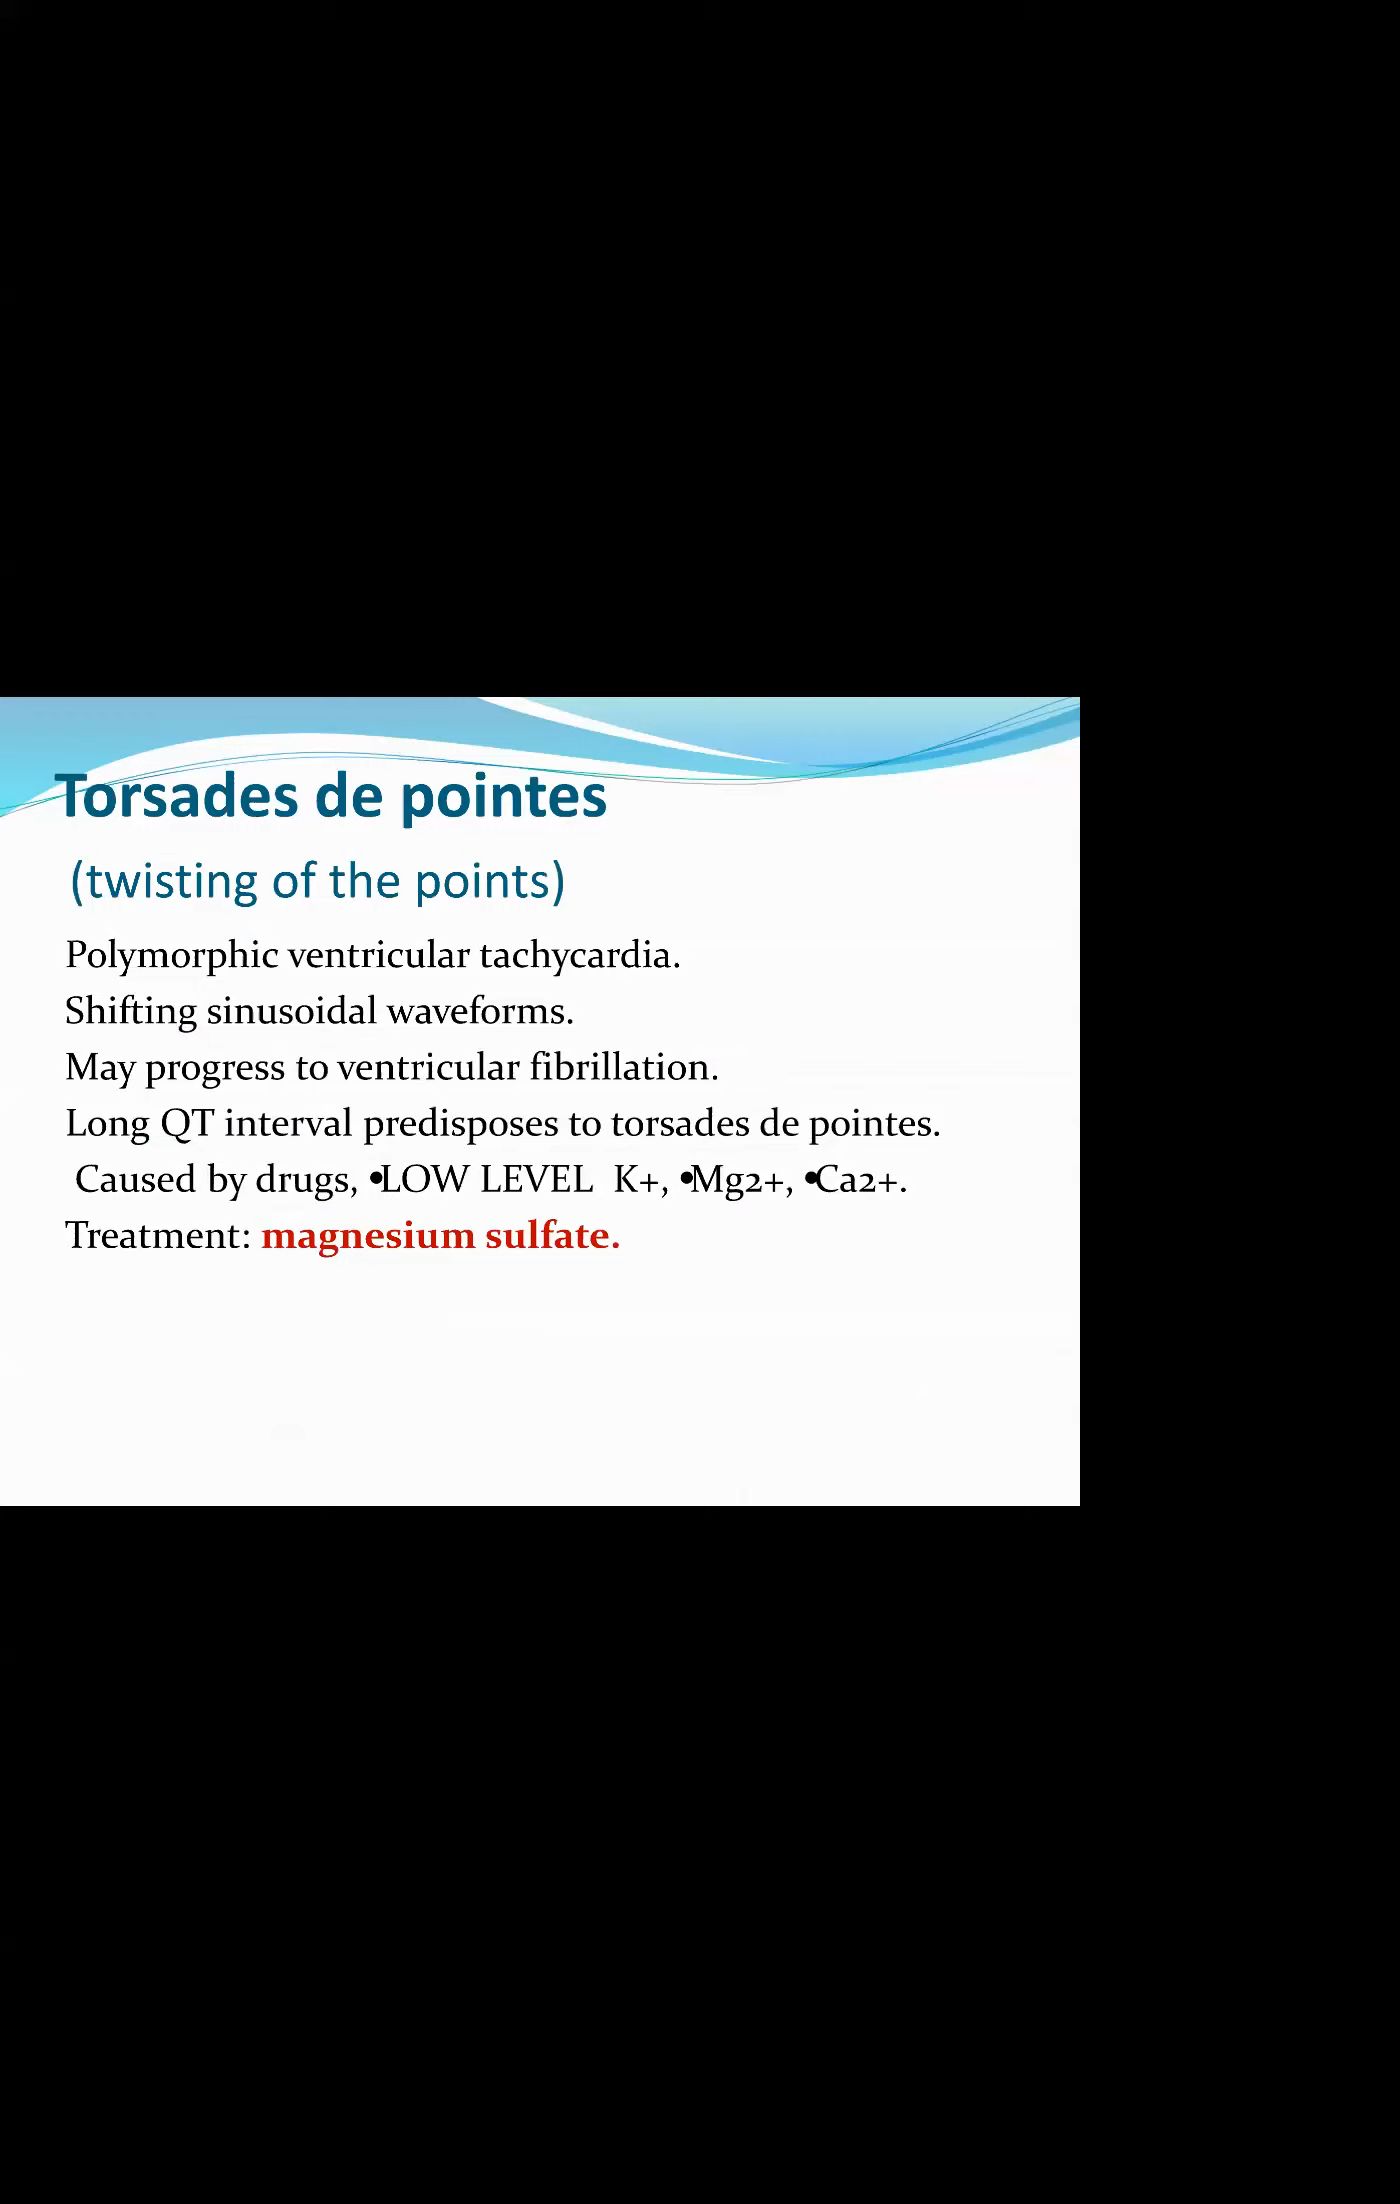 Torsades de pointes
(twisting of the points)
Polymorphic ventricular tachycardia.
Shifting sinusoidal waveforms.
May progress to ventricular fibrillation.
Long QT interval predisposes to torsades de pointes.
Caused by drugs, •LOW LEVEL K+, •Mg2+, •Ca2+.
Treatment: magnesium sulfate.